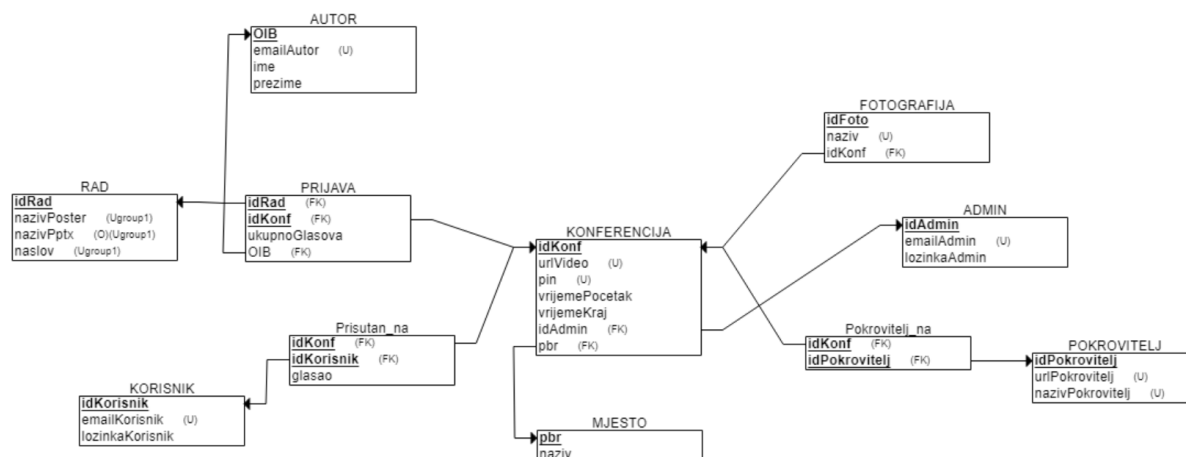 AUTOR
OIB
emailAutor (U)
ime
prezime
FOTOGRAFIJA
idFoto
naziv (U)
idKonf (FK)
RAD
idRad
nazivPoster (Ugroup1)
nazivPptx (O)(Ugroup1)
naslov (Ugroup1)
PRIJAVA
idRad (FK)
idKonf (FK)
ukupnoGlasova
OIB (FK)
KONFERENCIJA
idKonf
urlVideo (U)
pin (U)
vrijemePocetak
vrijemeKraj
idAdmin (FK)
pbr (FK)
ADMIN
idAdmin
emailAdmin (U)
lozinkaAdmin
Prisutan_na
idKonf (FK)
idKorisnik (FK)
glasao
Pokrovitelj_na
idKonf (FK)
idPokrovitelj (FK)
POKROVITELJ
idPokrovitelj
urlPokrovitelj (U)
nazivPokrovitelj (U)
KORISNIK
idKorisnik
emailKorisnik (U)
lozinkaKorisnik
MJESTO
pbr
naziv